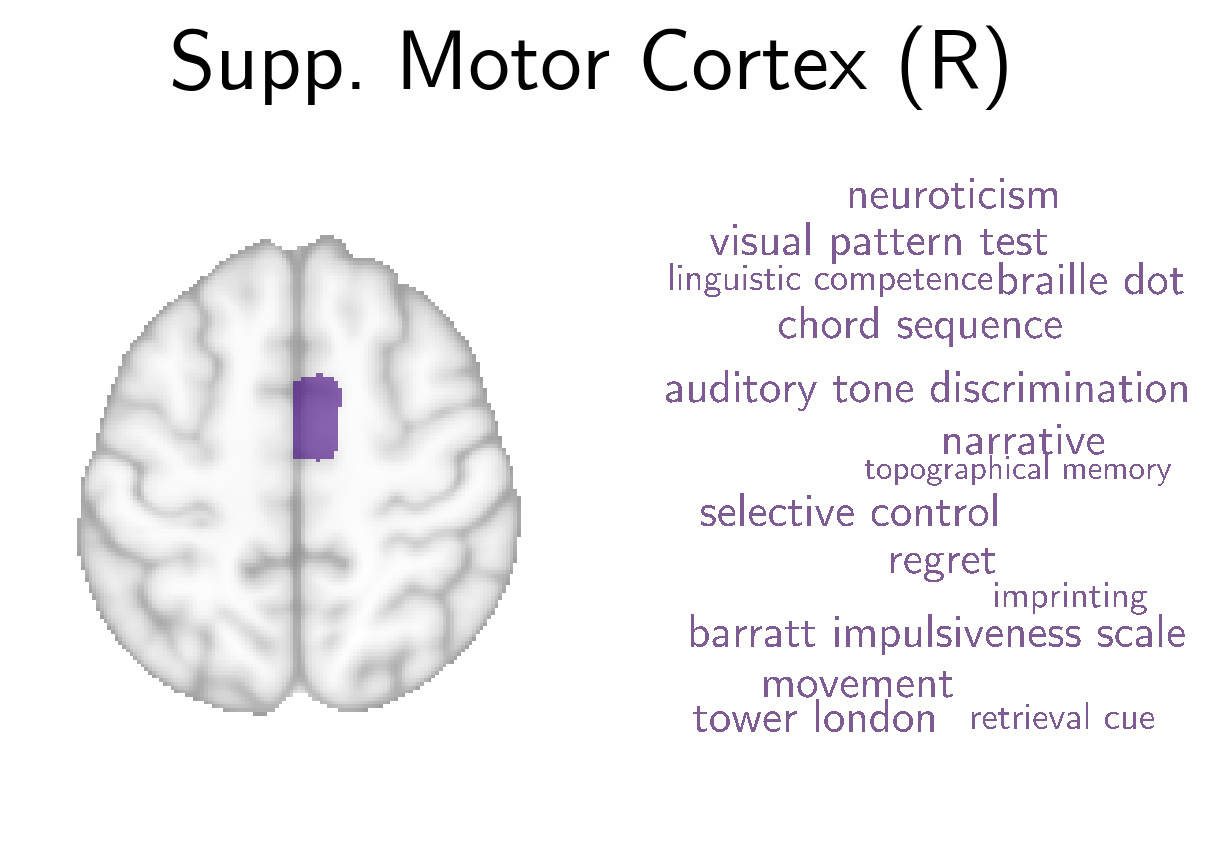 Supp. Motor Cortex (R)
neuroticism
visual pattern test
linguistic competence braille dot
chord sequence
auditory tone discrimination
narrative
topographical memory
selective control
regret
imprinting
barratt impulsiveness scale
movement
tower london retrieval cue